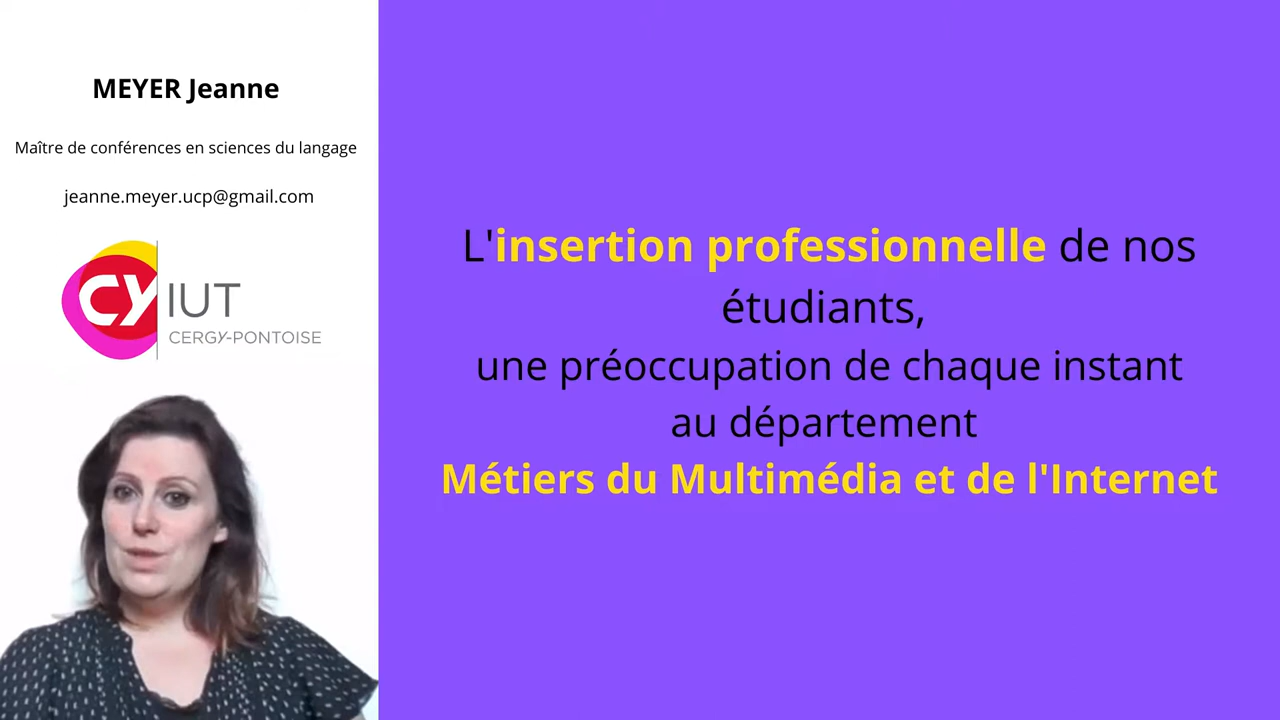 MEYER Jeanne
Maître de conférences en sciences du langage
jeanne.meyer.ucp@gmail.com
CY IUT
CERGY-PONTOISE
L'insertion professionnelle de nos
étudiants,
une préoccupation de chaque instant
au département
Métiers du Multimédia et de l'Internet